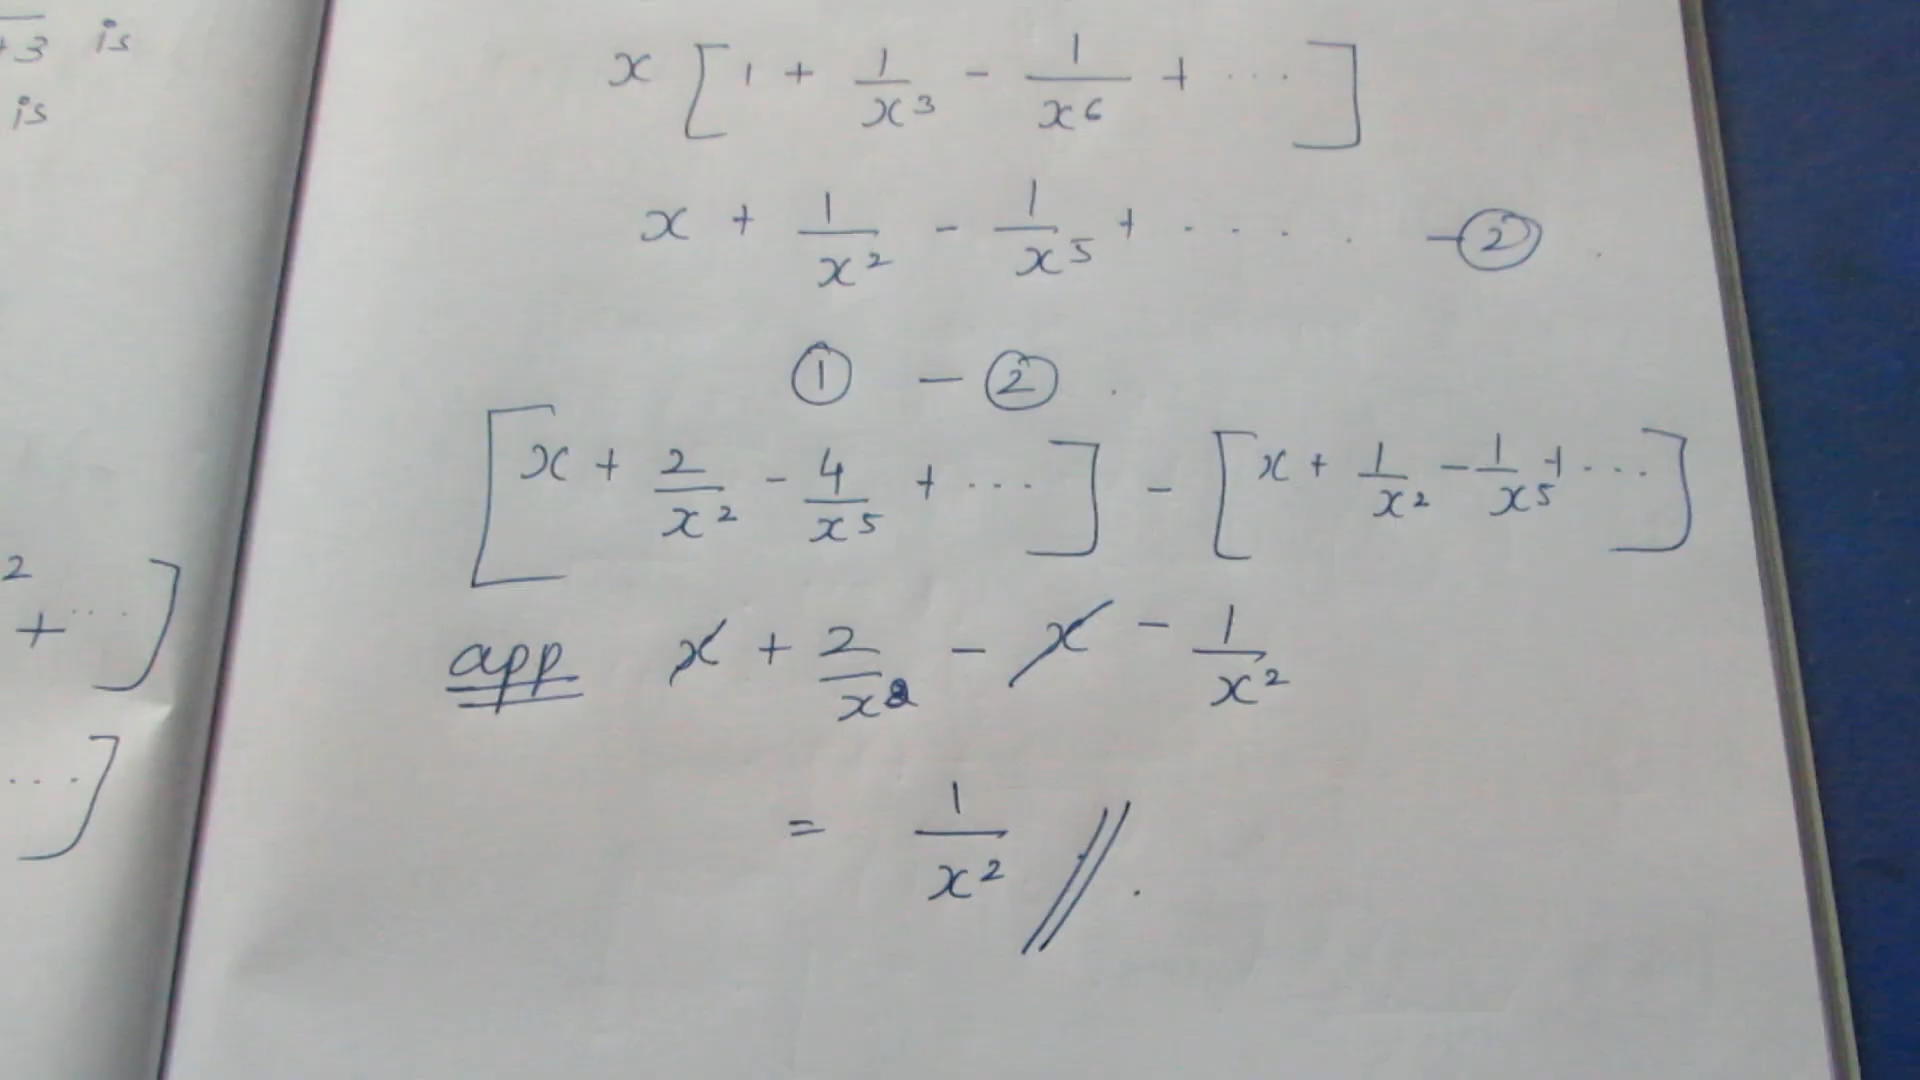 +3 is
is
2
+ ...]
...]
x [1 + 1/x³ - 1/x⁶ + ....]
x + 1/x² - 1/x⁵ + ..... -②
① - ②
[x + 2/x² - 4/x⁵ + ...] - [x + 1/x² - 1/x⁵ + ...]
app x + 2/x² - x - 1/x²
= 1/x² //.